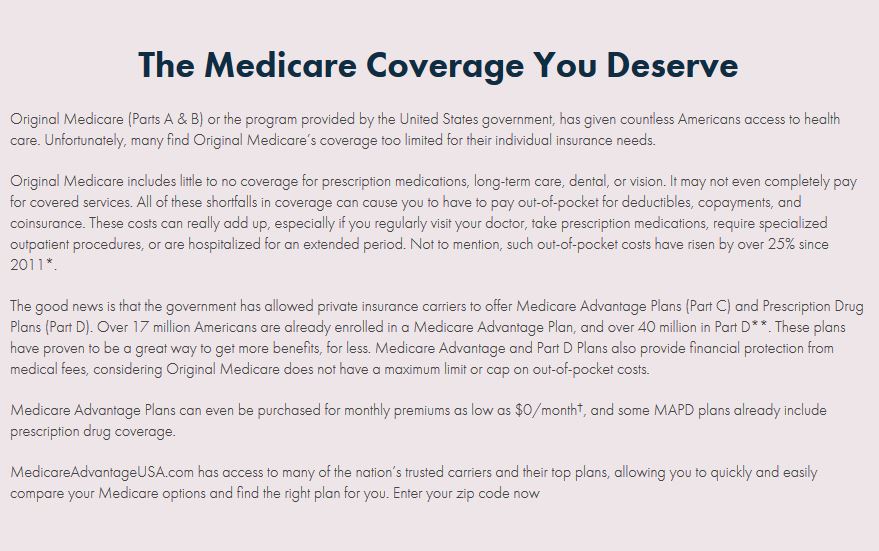 The Medicare Coverage You Deserve
Original Medicare (Parts A & B) or the program provided by the United States government, has given countless Americans access to health
care. Unfortunately, many find Original Medicare's coverage too limited for their individual insurance needs.
Original Medicare includes little to no coverage for prescription medications, long-term care, dental, or vision. It may not even completely pay
for covered services. All of these shortfalls in coverage can cause you to have to pay out-of-pocket for deductibles, copayments, and
coinsurance. These costs can really add up, especially if you regularly visit your doctor, take prescription medications, require specialized
outpatient procedures, or are hospitalized for an extended period. Not to mention, such out-of-pocket costs have risen by over 25% since
2011*.
The good news is that the government has allowed private insurance carriers to offer Medicare Advantage Plans (Part C) and Prescription Drug
Plans (Part D). Over 17 million Americans are already enrolled in a Medicare Advantage Plan, and over 40 million in Part D**. These plans
have proven to be a great way to get more benefits, for less. Medicare Advantage and Part D Plans also provide financial protection from
medical fees, considering Original Medicare does not have a maximum limit or cap on out-of-pocket costs.
Medicare Advantage Plans can even be purchased for monthly premiums as low as $0/month†, and some MAPD plans already include
prescription drug coverage.
MedicareAdvantageUSA.com has access to many of the nation's trusted carriers and their top plans, allowing you to quickly and easily
compare your Medicare options and find the right plan for you. Enter your zip code now